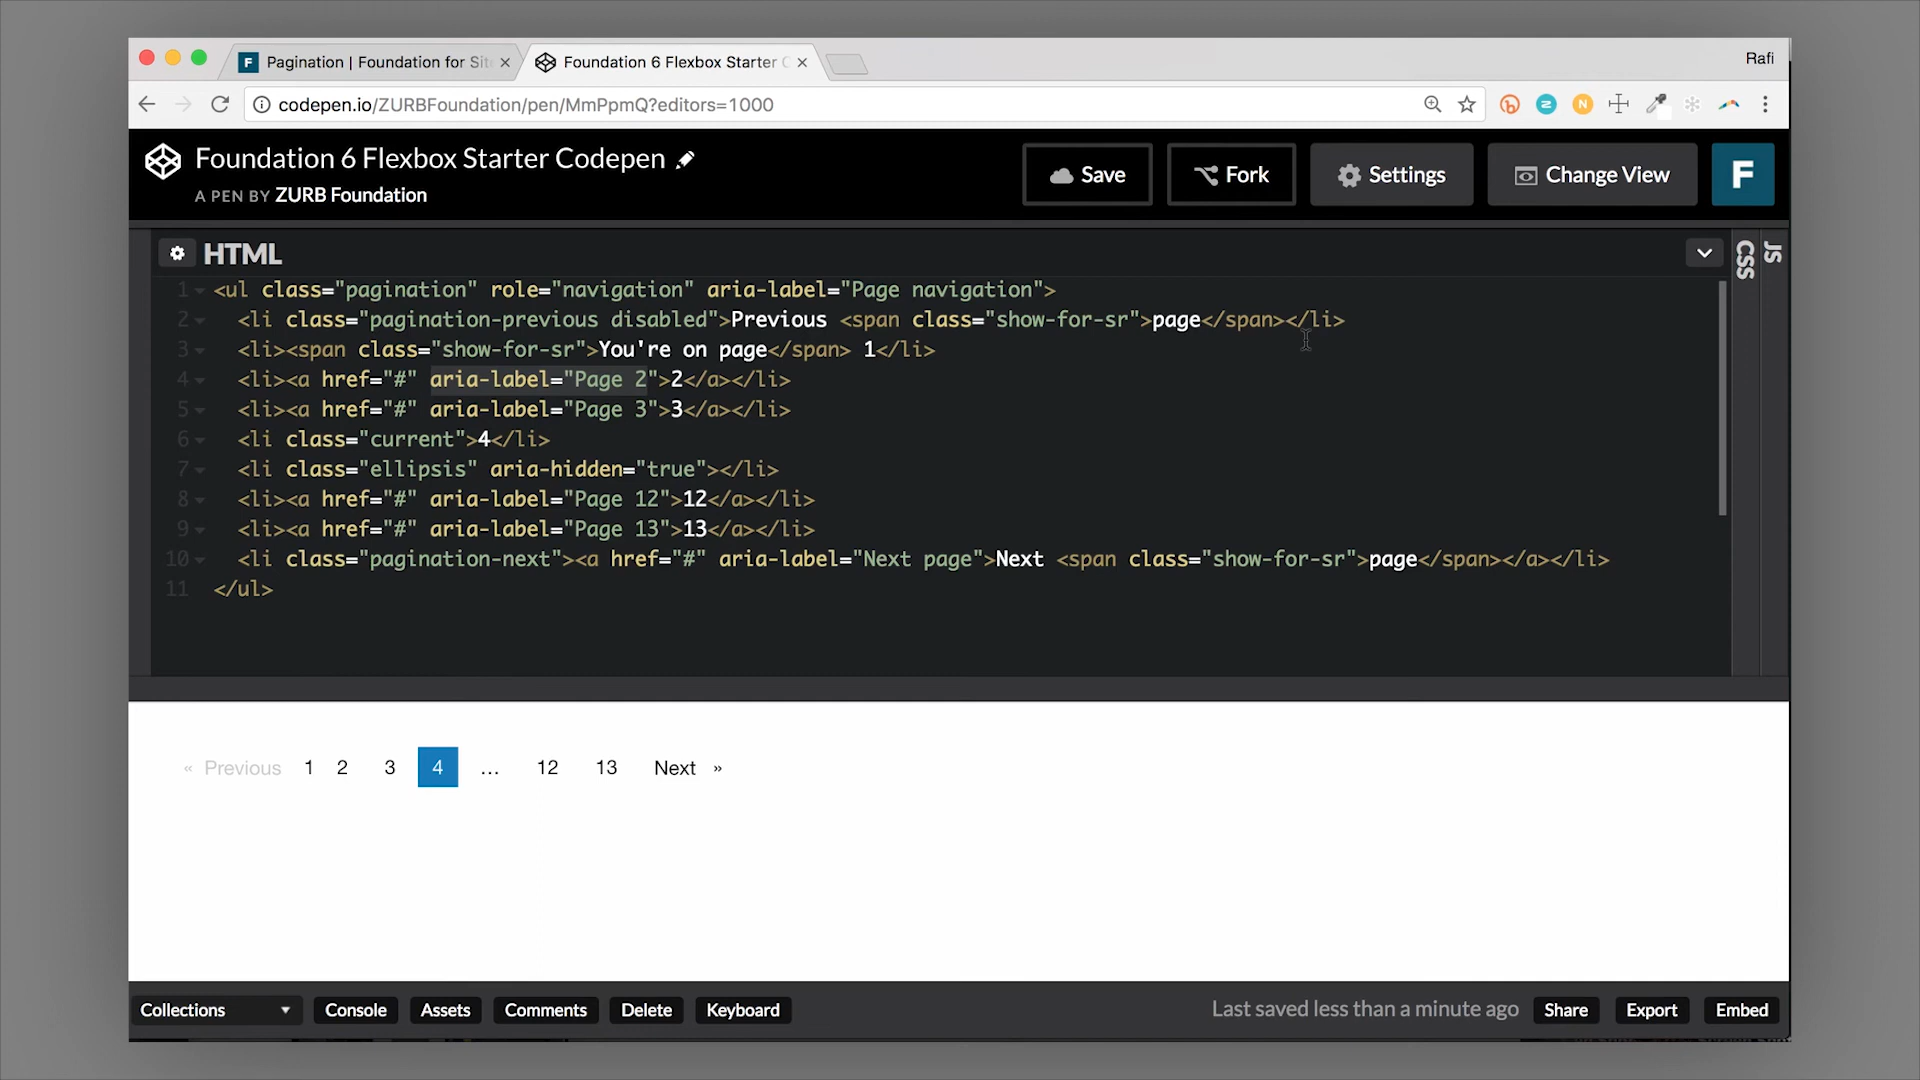 F Pagination | Foundation for Sit × Foundation 6 Flexbox Starter C ×
Rafi
codepen.io/ZURBFoundation/pen/MmPpmQ?editors=1000
Foundation 6 Flexbox Starter Codepen
A PEN BY ZURB Foundation
Save
Fork
Settings
Change View
F
HTML
CSS
JS
1 <ul class="pagination" role="navigation" aria-label="Page navigation">
2 <li class="pagination-previous disabled">Previous <span class="show-for-sr">page</span></li>
3 <li><span class="show-for-sr">You're on page</span> 1</li>
4 <li><a href="#" aria-label="Page 2">2</a></li>
5 <li><a href="#" aria-label="Page 3">3</a></li>
6 <li class="current">4</li>
7 <li class="ellipsis" aria-hidden="true"></li>
8 <li><a href="#" aria-label="Page 12">12</a></li>
9 <li><a href="#" aria-label="Page 13">13</a></li>
10 <li class="pagination-next"><a href="#" aria-label="Next page">Next <span class="show-for-sr">page</span></a></li>
11 </ul>
« Previous 1 2 3 4 … 12 13 Next »
Collections Console Assets Comments Delete Keyboard Last saved less than a minute ago Share Export Embed